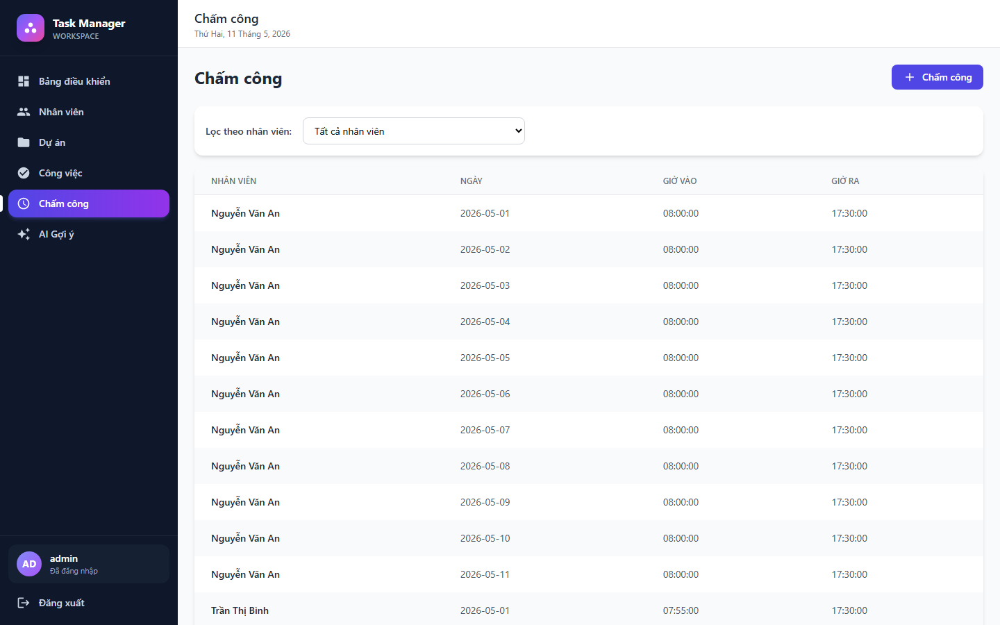 Task Manager
WORKSPACE
Bảng điều khiển
Nhân viên
Dự án
Công việc
Chấm công
AI Gợi ý
AD
admin
Đã đăng nhập
Đăng xuất
Chấm công
Thứ Hai, 11 Tháng 5, 2026
Chấm công
+ Chấm công
Lọc theo nhân viên: Tất cả nhân viên
NHÂN VIÊN NGÀY GIỜ VÀO GIỜ RA
Nguyễn Văn An 2026-05-01 08:00:00 17:30:00
Nguyễn Văn An 2026-05-02 08:00:00 17:30:00
Nguyễn Văn An 2026-05-03 08:00:00 17:30:00
Nguyễn Văn An 2026-05-04 08:00:00 17:30:00
Nguyễn Văn An 2026-05-05 08:00:00 17:30:00
Nguyễn Văn An 2026-05-06 08:00:00 17:30:00
Nguyễn Văn An 2026-05-07 08:00:00 17:30:00
Nguyễn Văn An 2026-05-08 08:00:00 17:30:00
Nguyễn Văn An 2026-05-09 08:00:00 17:30:00
Nguyễn Văn An 2026-05-10 08:00:00 17:30:00
Nguyễn Văn An 2026-05-11 08:00:00 17:30:00
Trần Thị Bình 2026-05-01 07:55:00 17:30:00